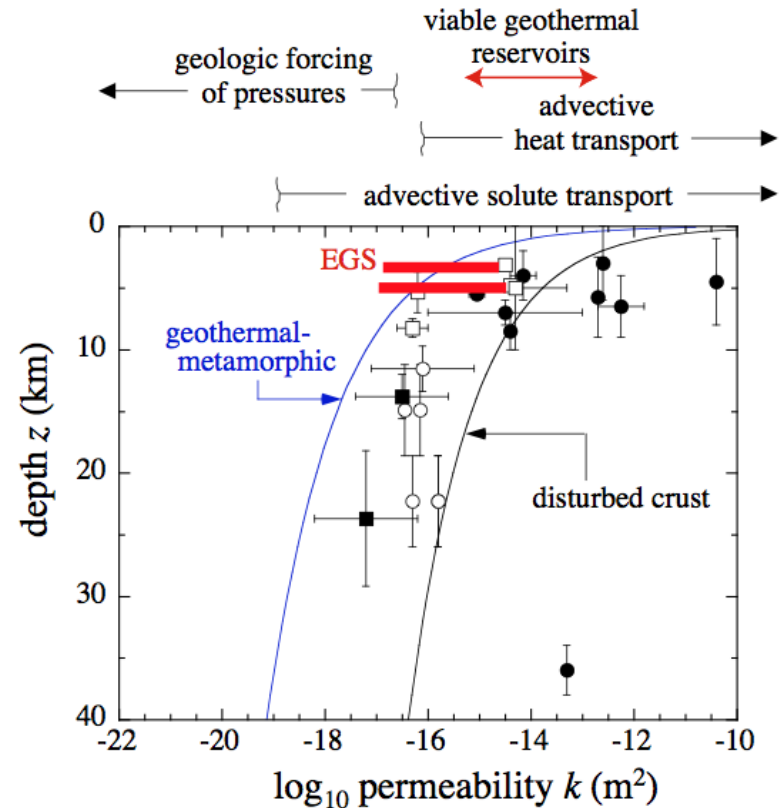 viable geothermal
reservoirs
geologic forcing
of pressures
advective
heat transport
advective solute transport
0
EGS
geothermal-
metamorphic
10
20
disturbed crust
30
40
depth z (km)
-22 -20 -18 -16 -14 -12 -10
log₁₀ permeability k (m²)